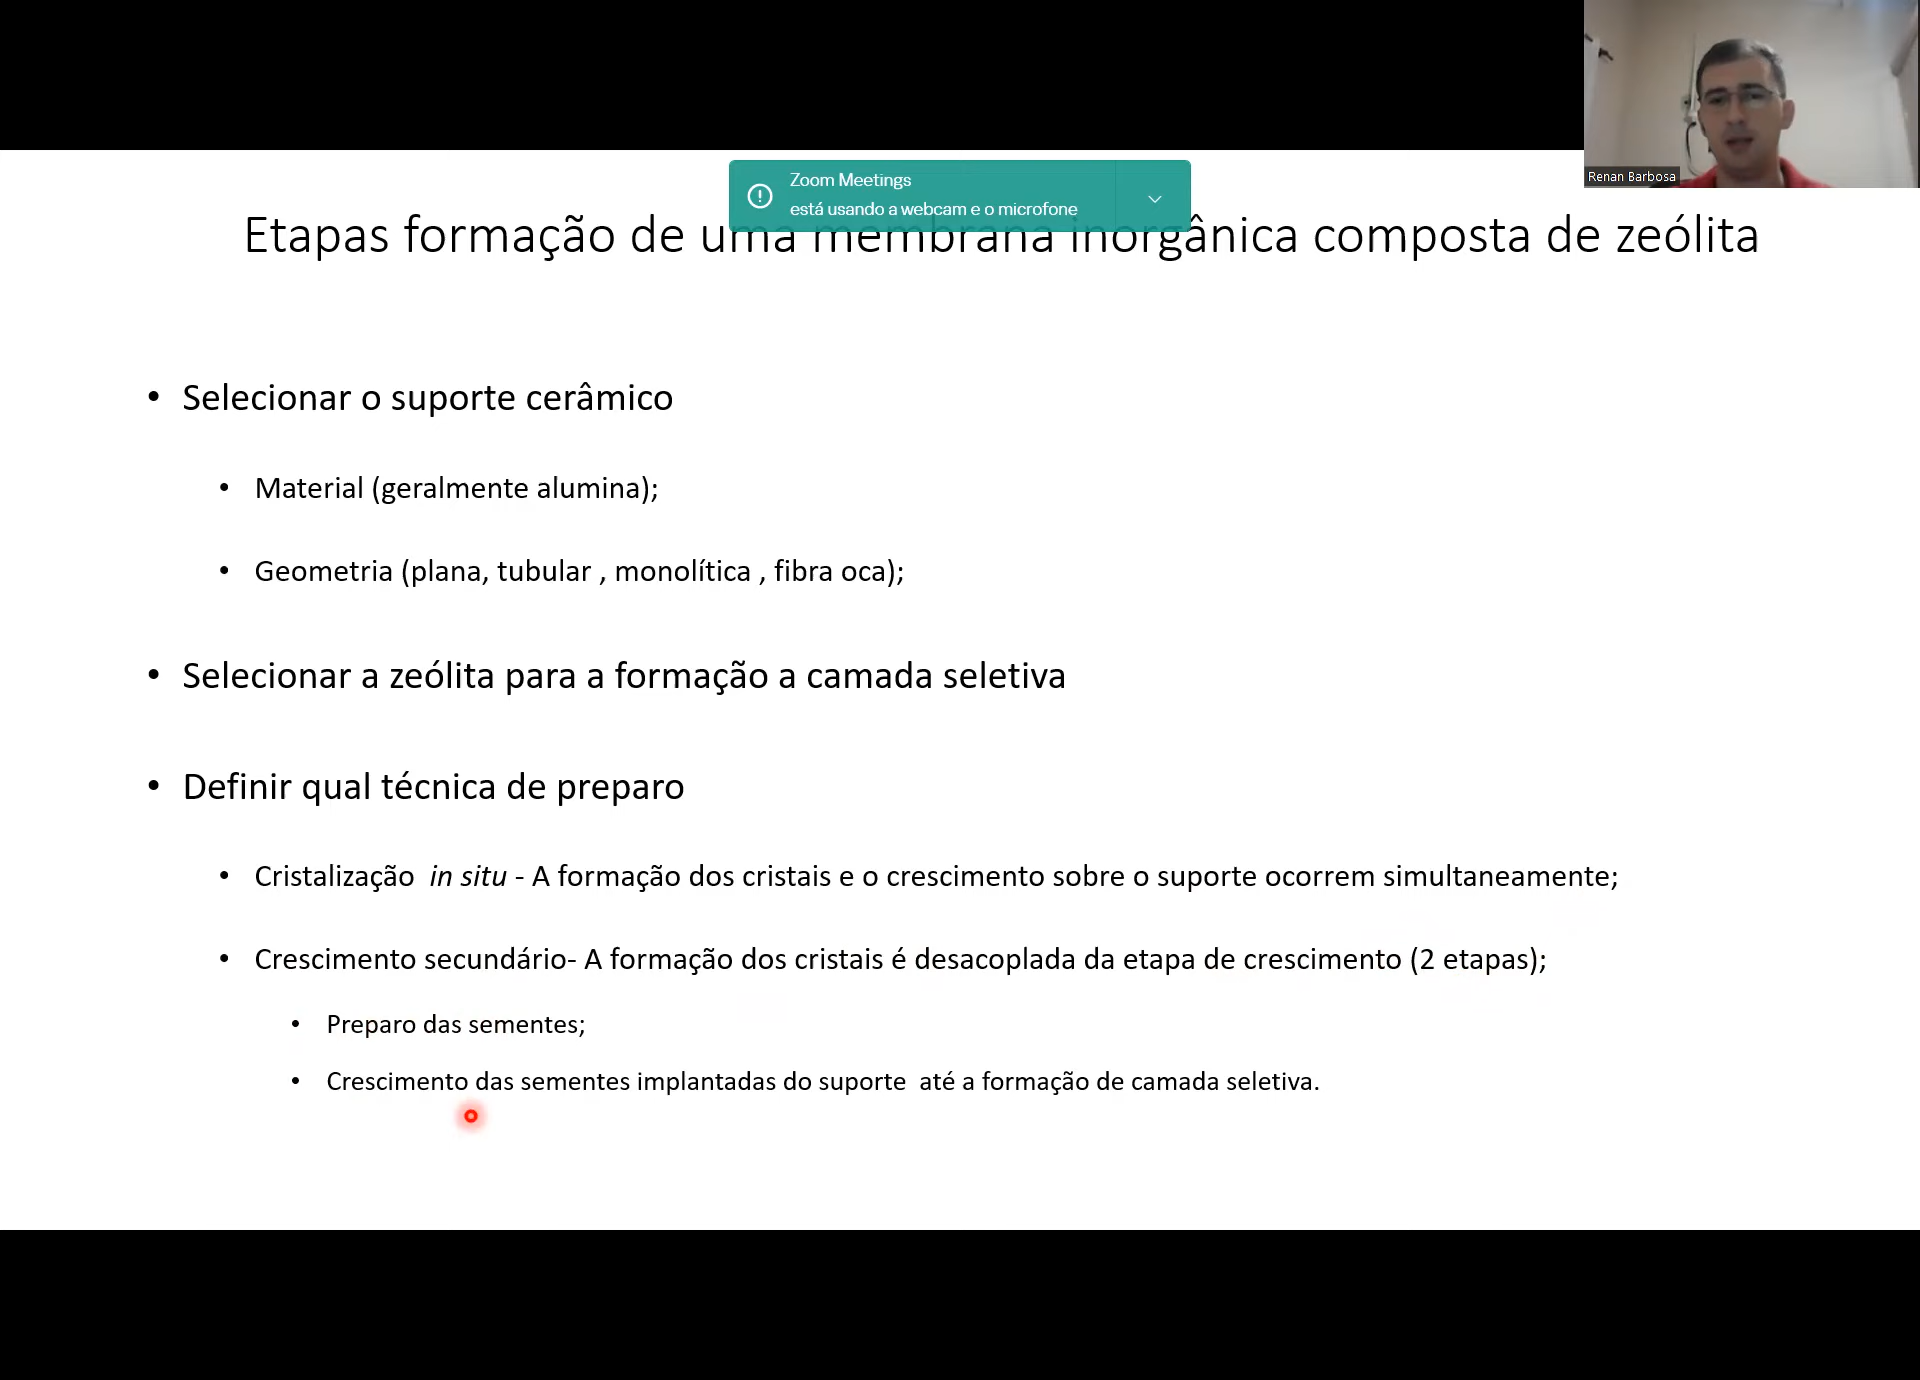 Renan Barbosa
Zoom Meetings
está usando a webcam e o microfone
Etapas formação de uma membrana inorgânica composta de zeólita
• Selecionar o suporte cerâmico
• Material (geralmente alumina);
• Geometria (plana, tubular , monolítica , fibra oca);
• Selecionar a zeólita para a formação a camada seletiva
• Definir qual técnica de preparo
• Cristalização in situ - A formação dos cristais e o crescimento sobre o suporte ocorrem simultaneamente;
• Crescimento secundário- A formação dos cristais é desacoplada da etapa de crescimento (2 etapas);
• Preparo das sementes;
• Crescimento das sementes implantadas do suporte até a formação de camada seletiva.